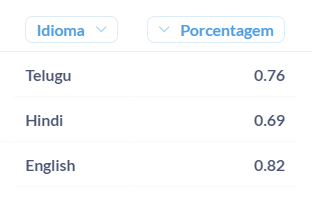 Idioma Porcentagem
Telugu 0.76
Hindi 0.69
English 0.82